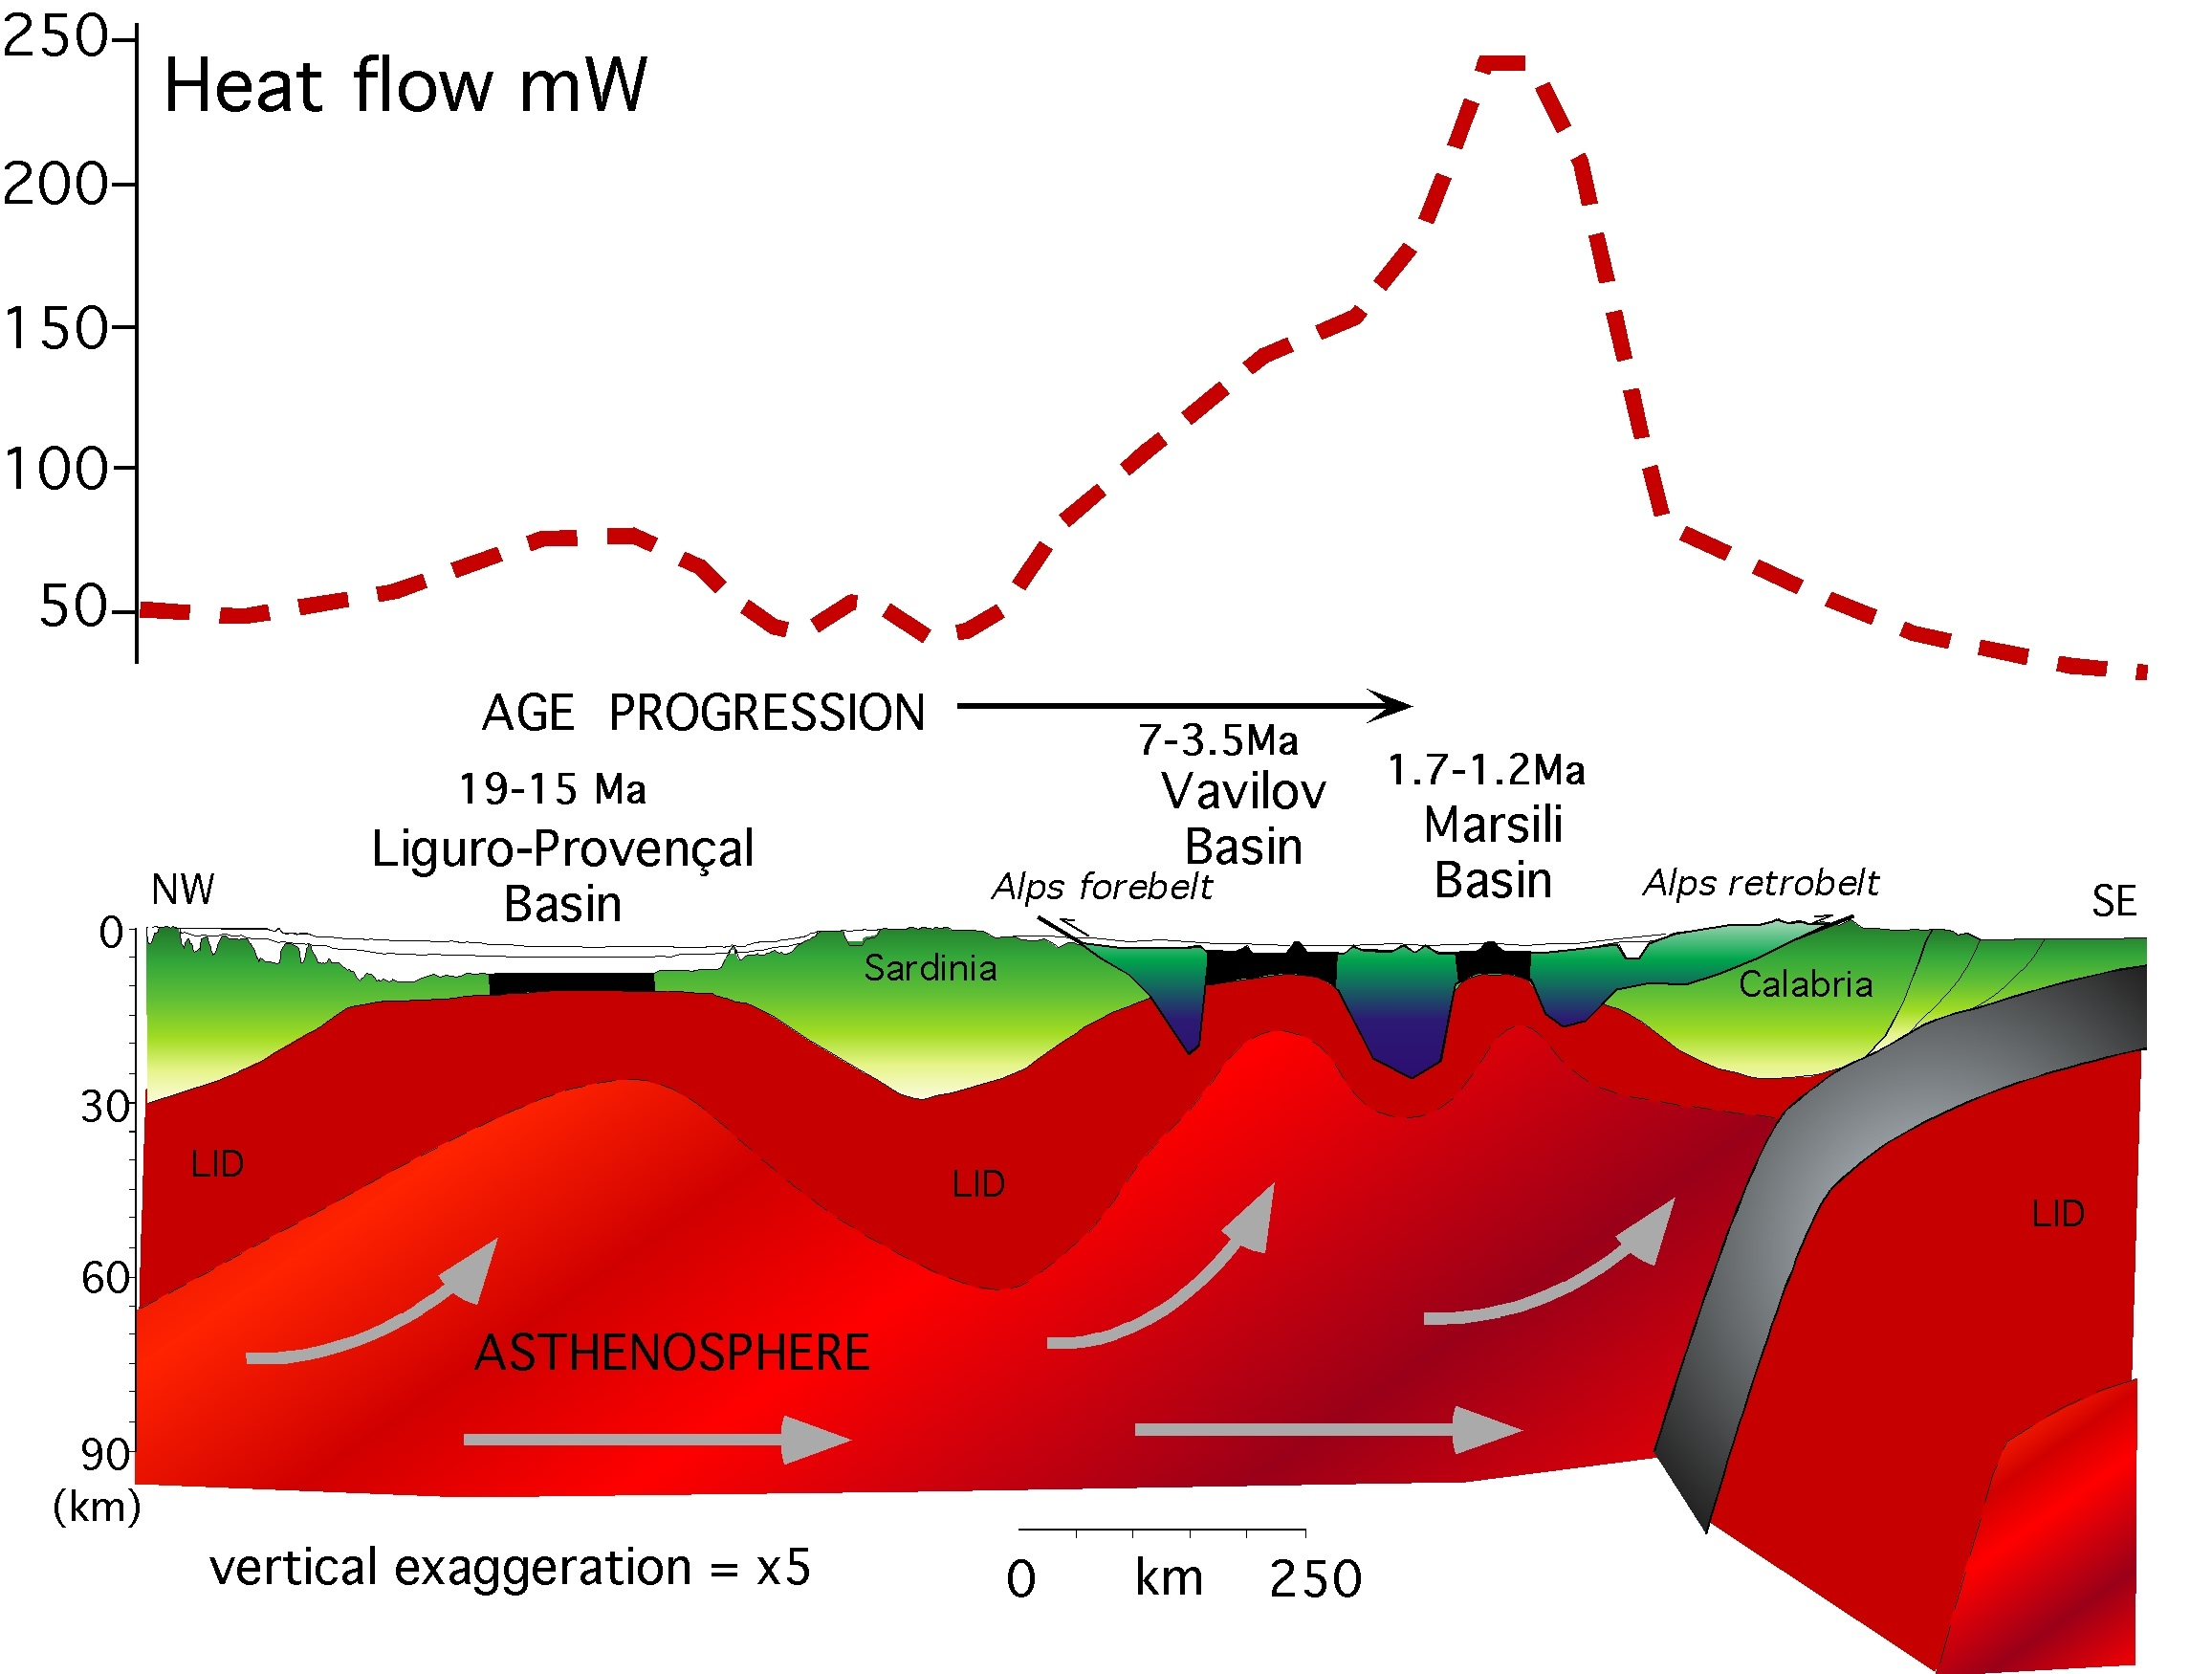 250
Heat flow mW
200
150
100
50
AGE PROGRESSION
7-3.5Ma
Vavilov
Basin
1.7-1.2Ma
Marsili
Basin
19-15 Ma
Liguro-Provençal
Basin
NW
Alps forebelt
Alps retrobelt
SE
0
Sardinia
Calabria
30
LID
LID
LID
60
ASTHENOSPHERE
90
(km)
vertical exaggeration = x5
0 km 250